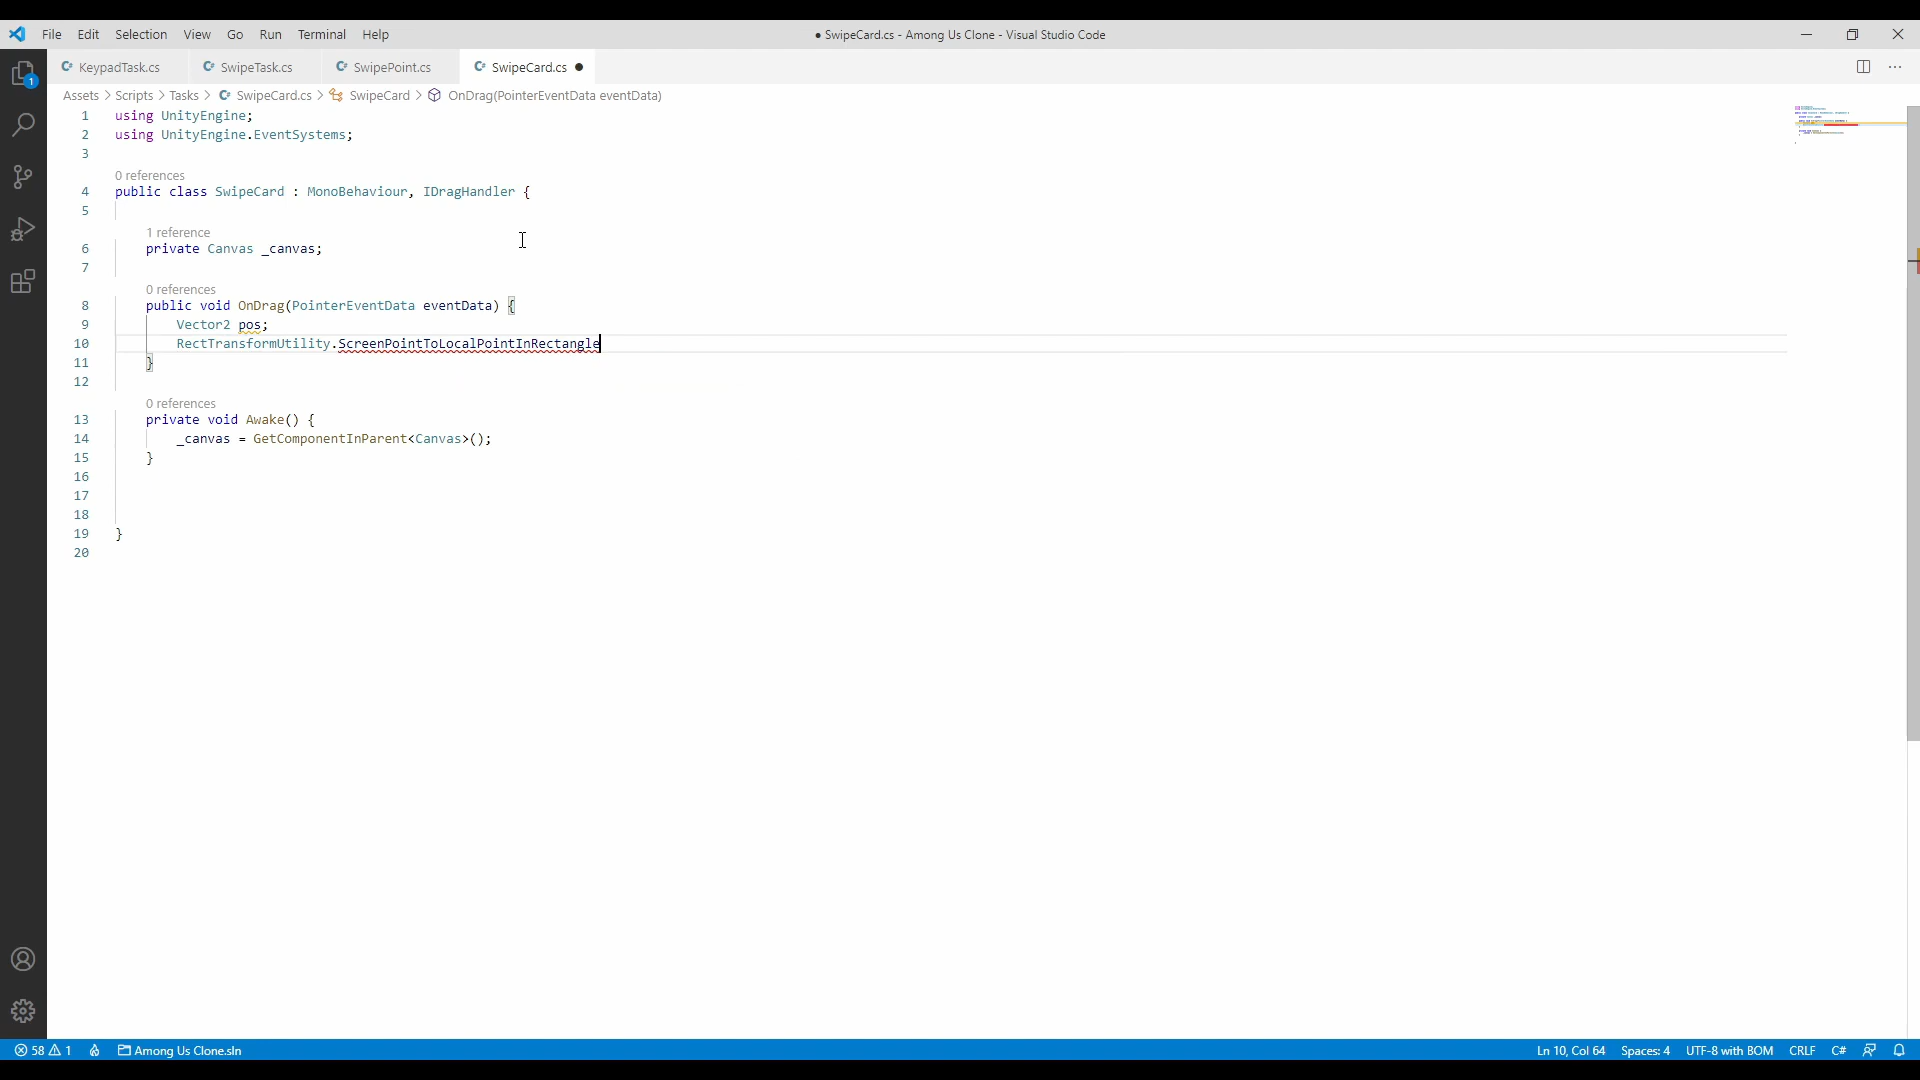 File Edit Selection View Go Run Terminal Help
● SwipeCard.cs - Among Us Clone - Visual Studio Code
KeypadTask.cs SwipeTask.cs SwipePoint.cs SwipeCard.cs ●
Assets > Scripts > Tasks > SwipeCard.cs > SwipeCard > OnDrag(PointerEventData eventData)
1 using UnityEngine;
2 using UnityEngine.EventSystems;
3
0 references
4 public class SwipeCard : MonoBehaviour, IDragHandler {
5
1 reference
6 private Canvas _canvas;
7
0 references
8 public void OnDrag(PointerEventData eventData) {
9 Vector2 pos;
10 RectTransformUtility.ScreenPointToLocalPointInRectangle
11 }
12
0 references
13 private void Awake() {
14 _canvas = GetComponentInParent<Canvas>();
15 }
16
17
18
19 }
20
1
58 1 Among Us Clone.sln
Ln 10, Col 64 Spaces: 4 UTF-8 with BOM CRLF C#